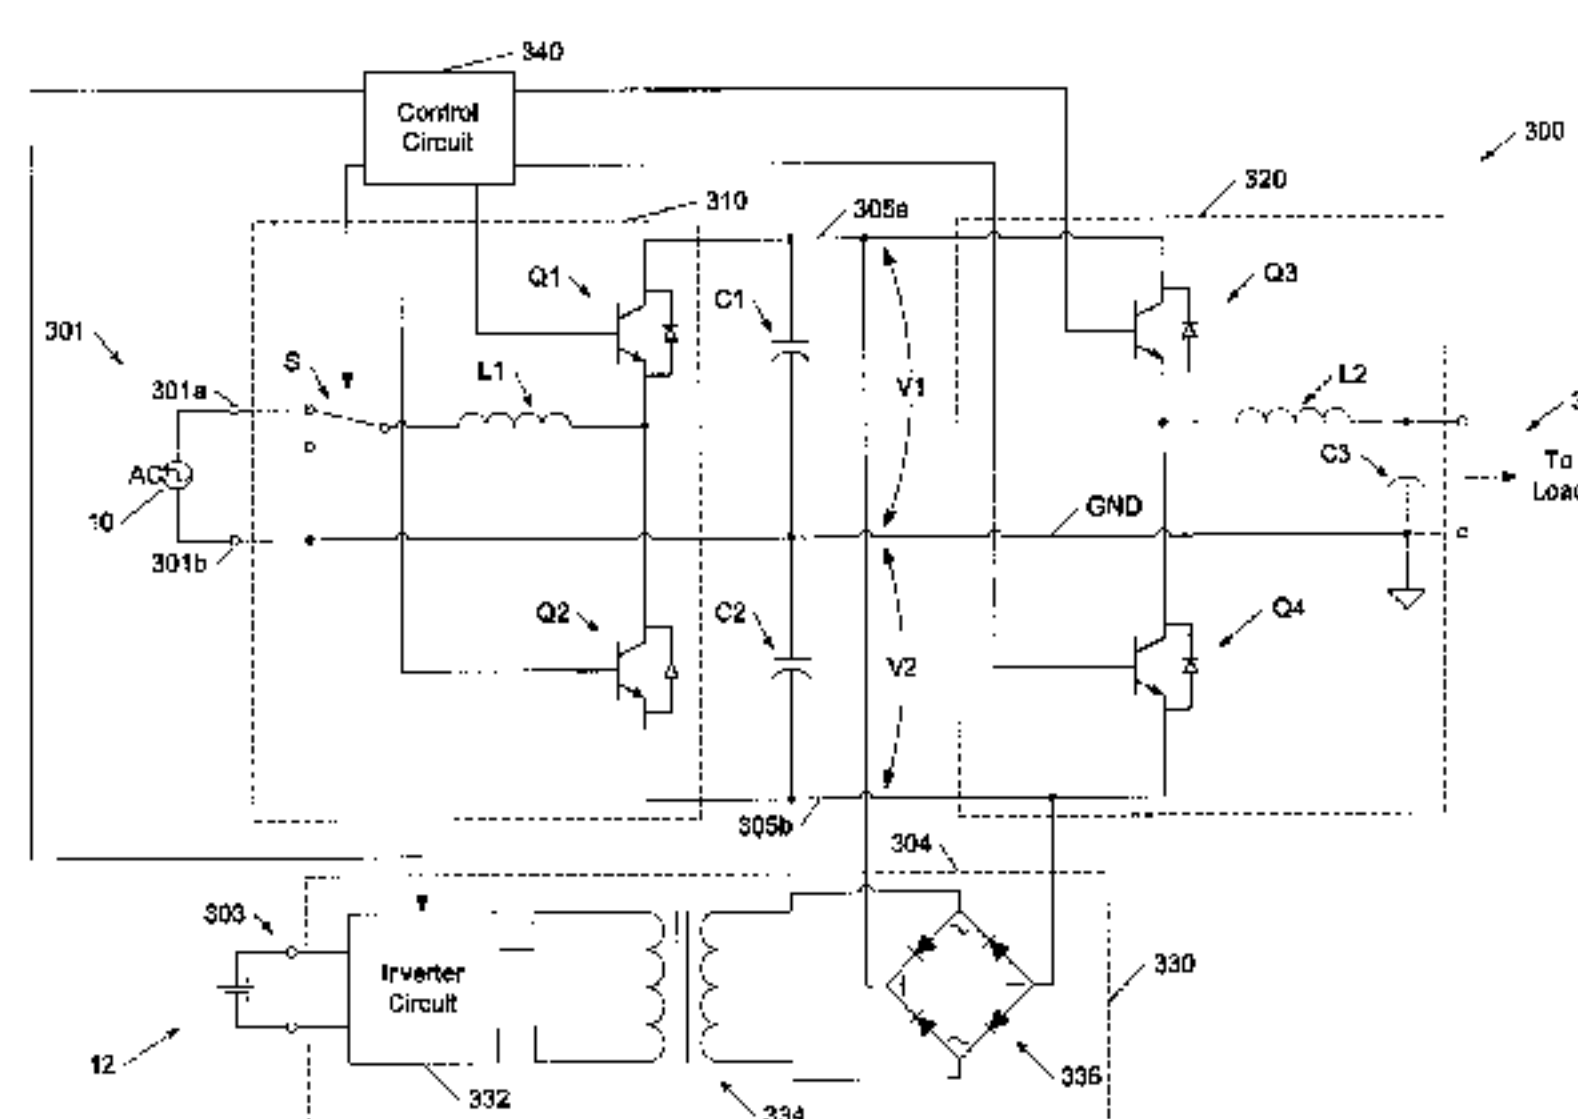 340
Control
Circuit
300
320
310
305a
Q1
Q3
C1
301
S
L1
V1
L2
301a
C3
AC
To
10
GND
301b
Q2
C2
Q4
V2
305b
304
303
Inverter
Circuit
330
12
332
336
334